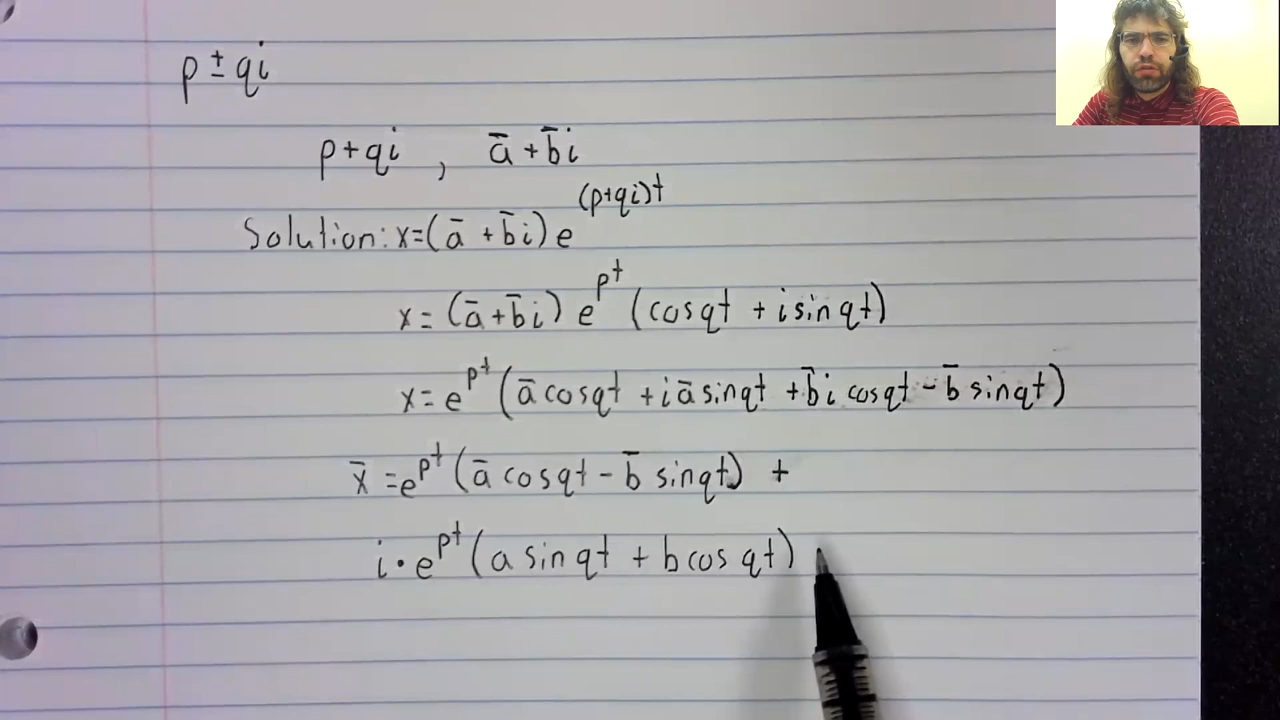 p ± qi
p+qi , ā + b̄i
Solution: x=(ā + b̄i) e^(p+qi)t
x = (ā + b̄i) e^pt (cos qt + i sin qt)
x = e^pt (ā cos qt + i ā sin qt + b̄ i cos qt - b̄ sin qt)
x̄ = e^pt (ā cos qt - b̄ sin qt) +
i · e^pt (a sin qt + b cos qt)